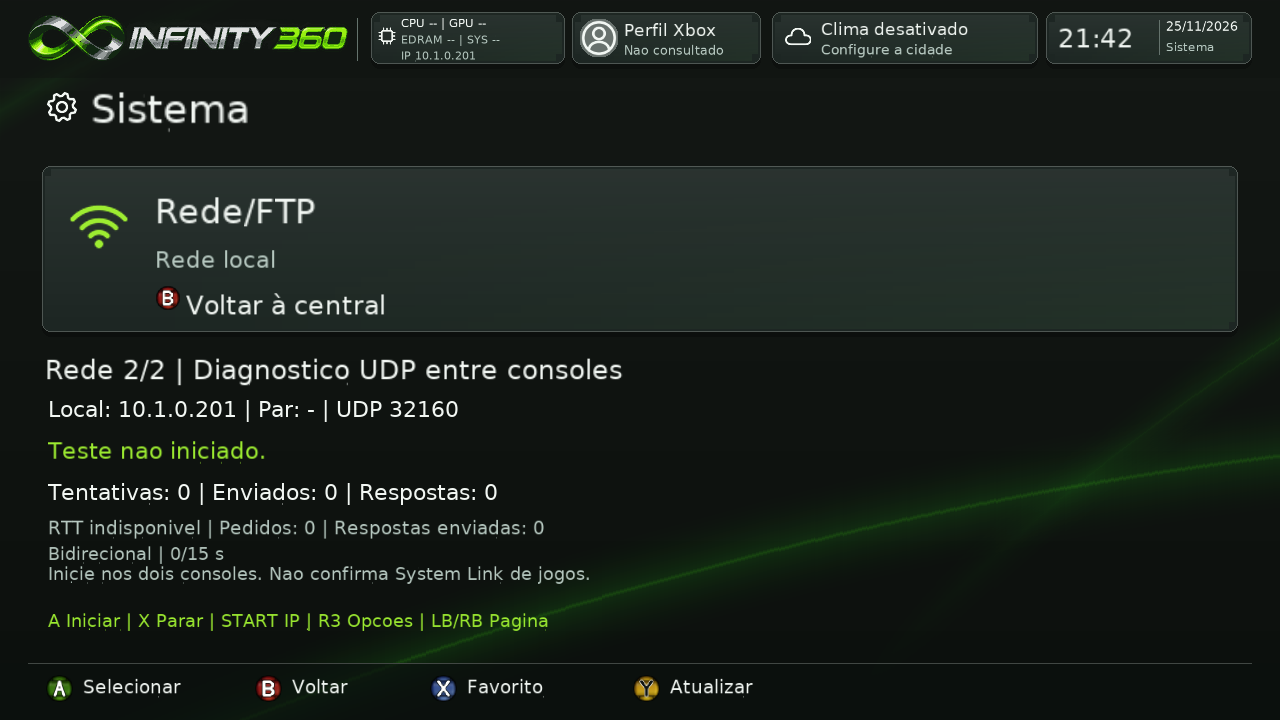 INFINITY 360
CPU -- | GPU --
EDRAM -- | SYS --
IP 10.1.0.201
Perfil Xbox
Nao consultado
Clima desativado
Configure a cidade
21:42
25/11/2026
Sistema
Sistema
Rede/FTP
Rede local
B Voltar à central
Rede 2/2 | Diagnostico UDP entre consoles
Local: 10.1.0.201 | Par: - | UDP 32160
Teste nao iniciado.
Tentativas: 0 | Enviados: 0 | Respostas: 0
RTT indisponivel | Pedidos: 0 | Respostas enviadas: 0
Bidirecional | 0/15 s
Inicie nos dois consoles. Nao confirma System Link de jogos.
A Iniciar | X Parar | START IP | R3 Opcoes | LB/RB Pagina
A Selecionar B Voltar X Favorito Y Atualizar